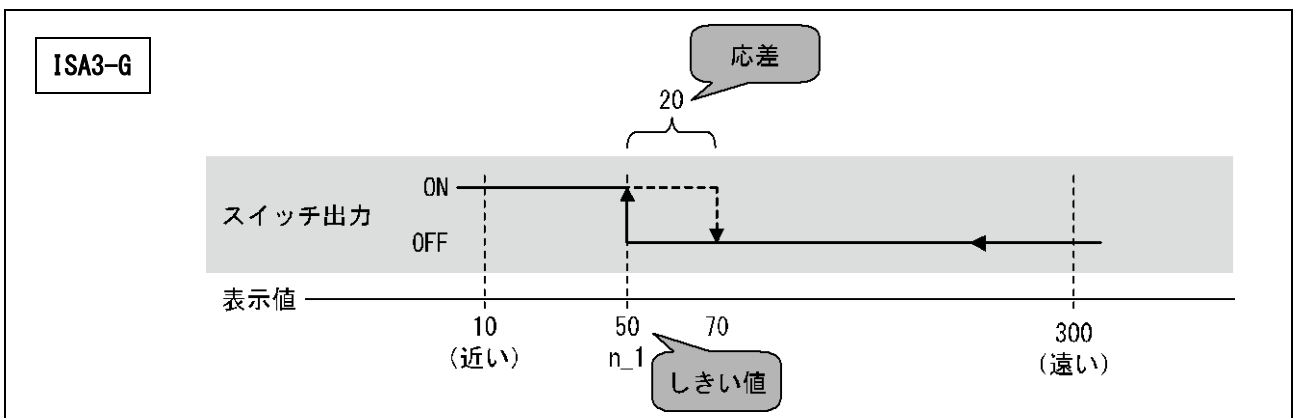 ISA3-G
応差
20
ON
スイッチ出力
OFF
表示値
10
(近い)
50
n_1
70
300
(遠い)
しきい値